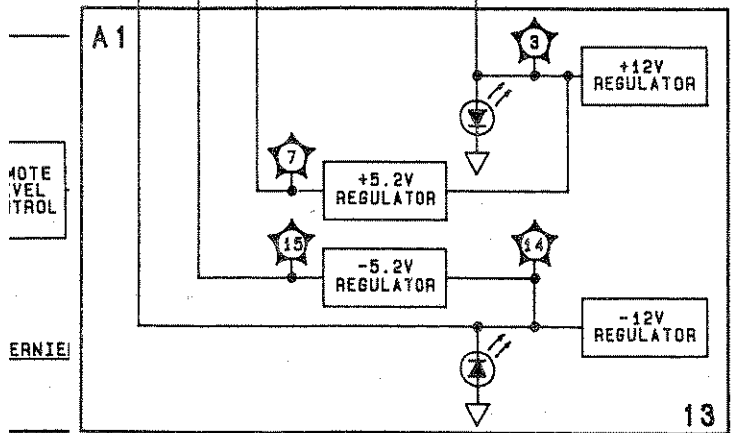 A1
3
+12V
REGULATOR
7
+5.2V
REGULATOR
MOTE
VEL
TROL
15
-5.2V
REGULATOR
14
-12V
REGULATOR
ERNIE
13